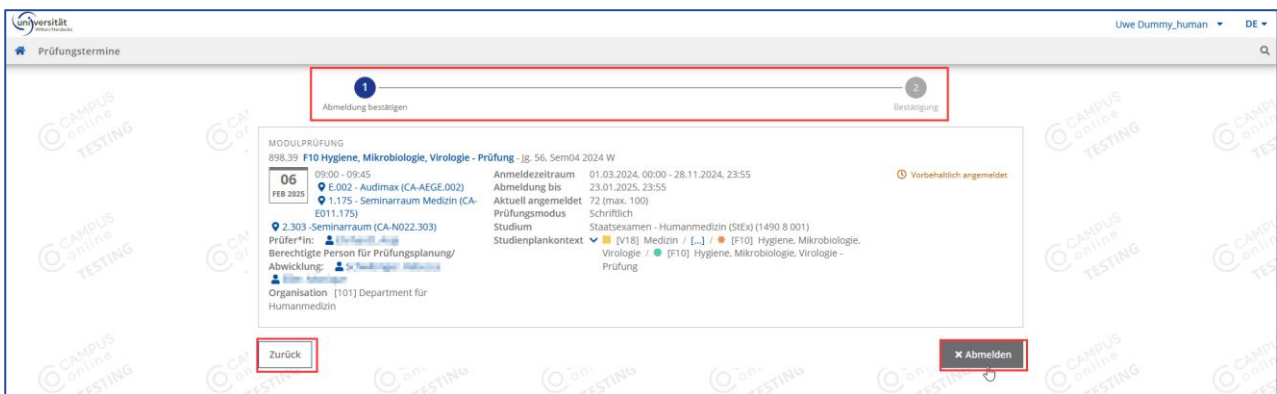 universität
Witten/Herdecke
Uwe Dummy_human
DE
Prüfungstermine
1
2
Abmeldung bestätigen
Bestätigung
MODULPRÜFUNG
898.39 F10 Hygiene, Mikrobiologie, Virologie - Prüfung - Jg. 56, Sem04 2024 W
06
FEB 2025
09:00 - 09:45
E.002 - Audimax (CA-AEGE.002)
1.175 - Seminarraum Medizin (CA-
E011.175)
2.303 -Seminarraum (CA-N022.303)
Prüfer*in:
Berechtigte Person für Prüfungsplanung/
Abwicklung:
Organisation [101] Department für
Humanmedizin
Anmeldezeitraum 01.03.2024, 00:00 - 28.11.2024, 23:55
Abmeldung bis 23.01.2025, 23:55
Aktuell angemeldet 72 (max. 100)
Prüfungsmodus Schriftlich
Studium Staatsexamen - Humanmedizin (StEx) (1490 8 001)
Studienplankontext [V18] Medizin / [...] / [F10] Hygiene, Mikrobiologie,
Virologie / [F10] Hygiene, Mikrobiologie, Virologie -
Prüfung
Vorbehaltlich angemeldet
Zurück
Abmelden
CAMPUS
online
TESTING